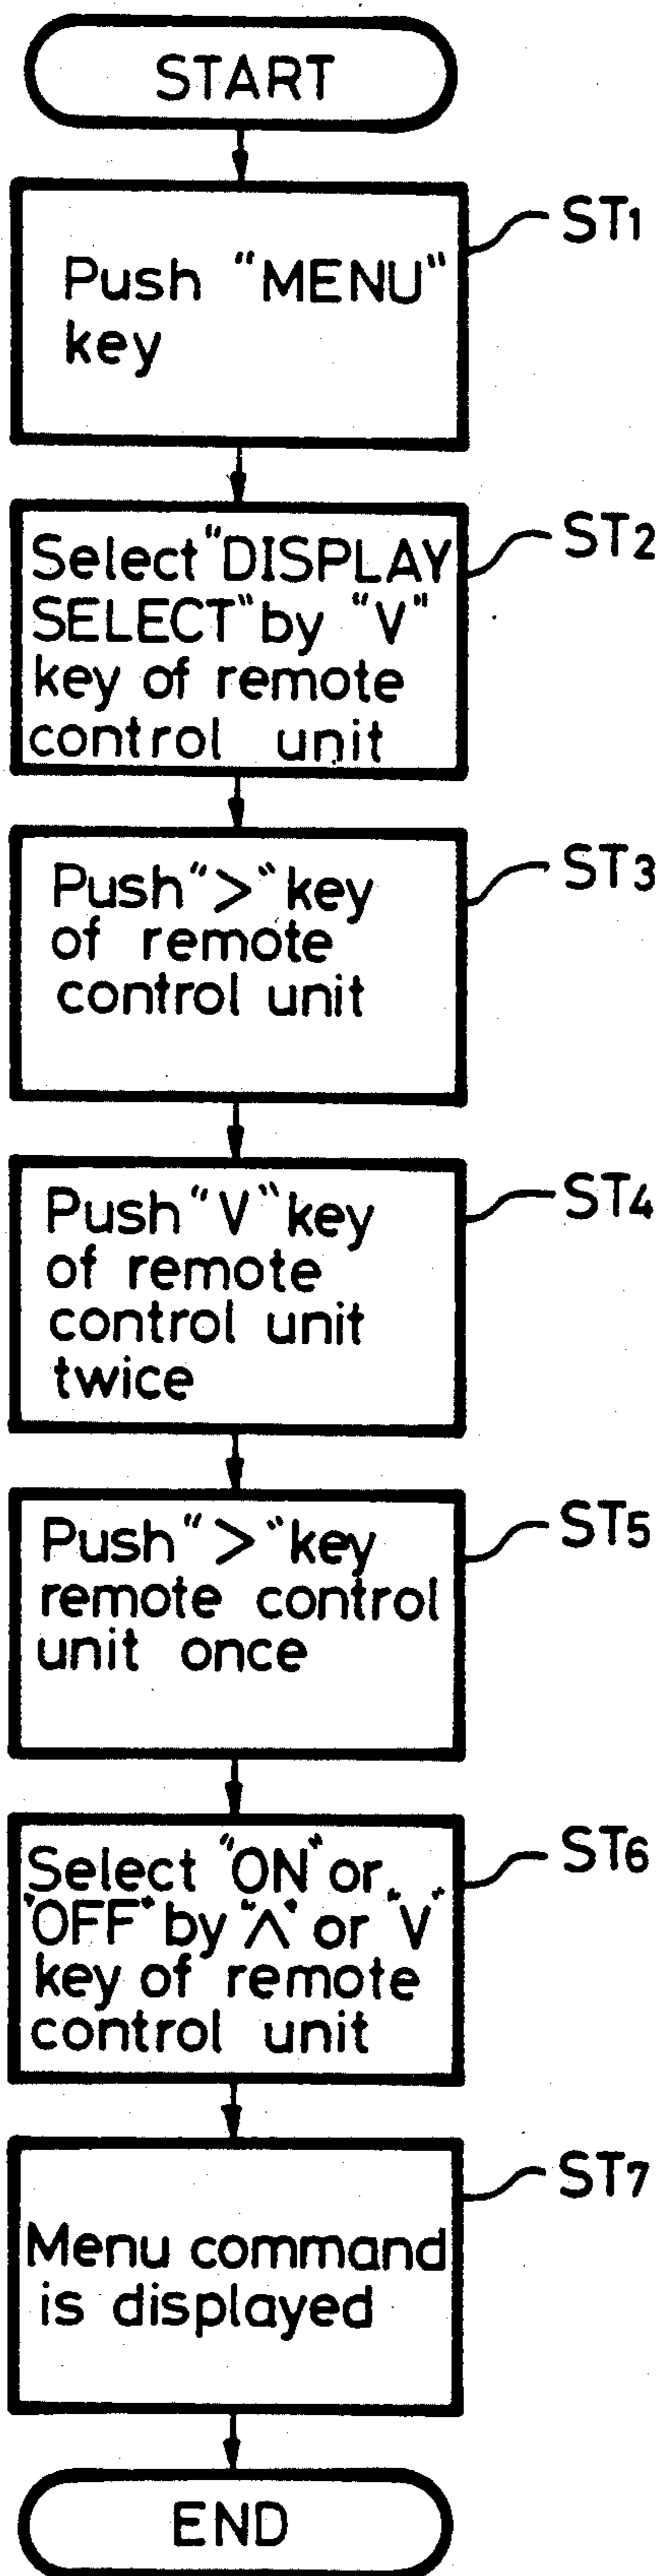 START
ST1
Push "MENU"
key
ST2
Select "DISPLAY
SELECT" by "V"
key of remote
control unit
ST3
Push ">" key
of remote
control unit
ST4
Push "V" key
of remote
control unit
twice
ST5
Push ">" key
remote control
unit once
ST6
Select "ON" or
"OFF" by "Λ" or "V"
key of remote
control unit
ST7
Menu command
is displayed
END